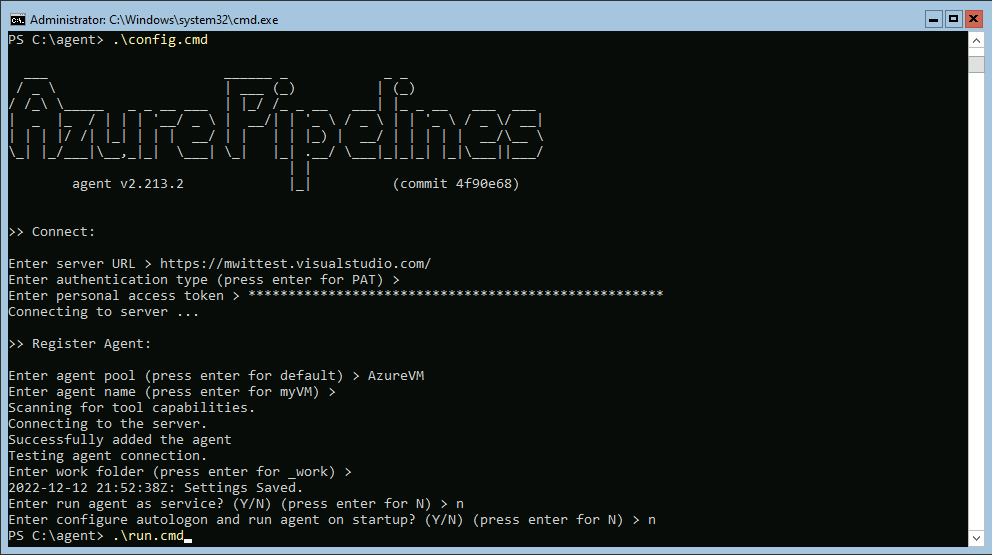 Administrator: C:\Windows\system32\cmd.exe
PS C:\agent> .\config.cmd
AzurePipelines
agent v2.213.2 (commit 4f90e68)
>> Connect:
Enter server URL > https://mwittest.visualstudio.com/
Enter authentication type (press enter for PAT) >
Enter personal access token > ****************************************************
Connecting to server ...
>> Register Agent:
Enter agent pool (press enter for default) > AzureVM
Enter agent name (press enter for myVM) >
Scanning for tool capabilities.
Connecting to the server.
Successfully added the agent
Testing agent connection.
Enter work folder (press enter for _work) >
2022-12-12 21:52:38Z: Settings Saved.
Enter run agent as service? (Y/N) (press enter for N) > n
Enter configure autologon and run agent on startup? (Y/N) (press enter for N) > n
PS C:\agent> .\run.cmd